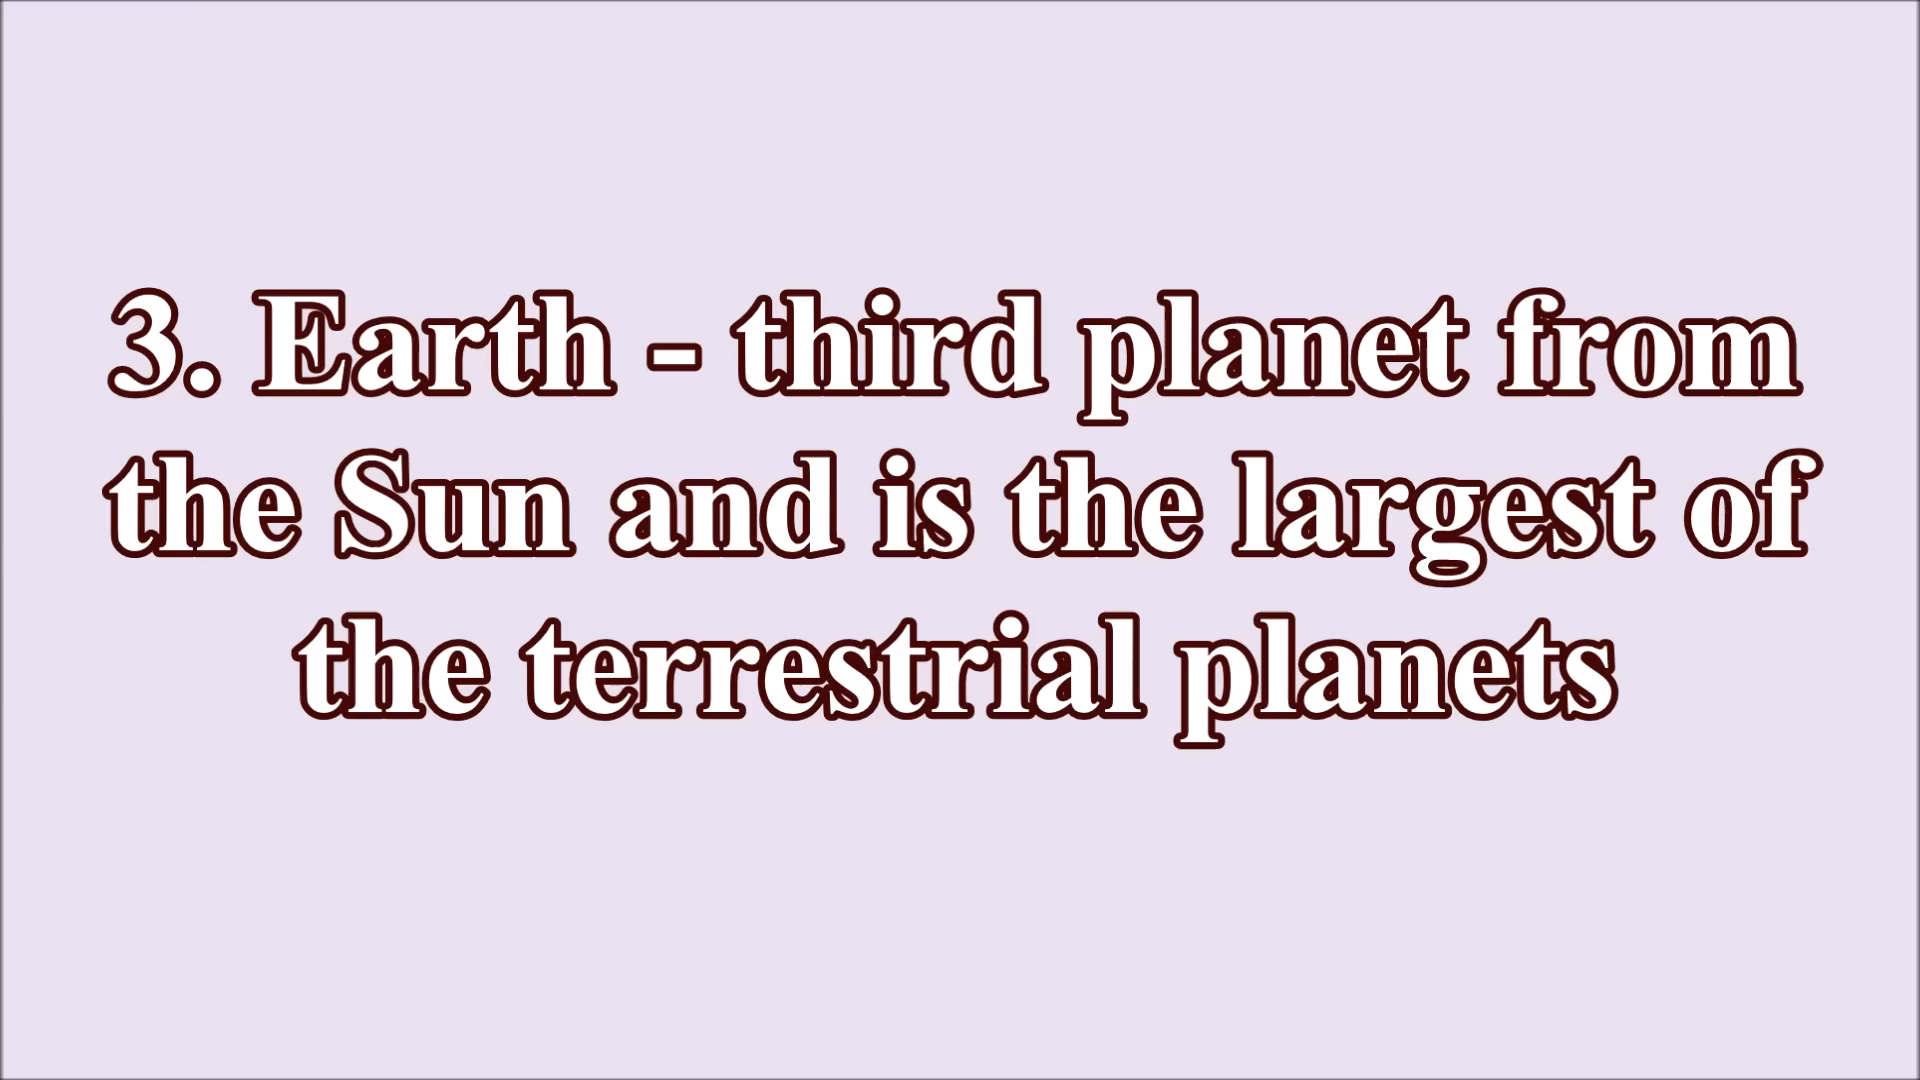 3. Earth - third planet from
the Sun and is the largest of
the terrestrial planets